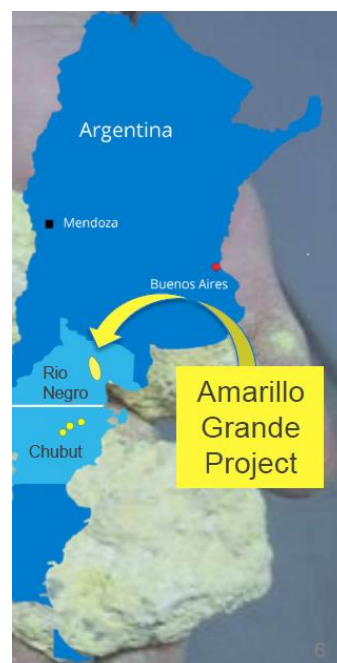 Argentina
Mendoza
Buenos Aires
Rio
Negro
Amarillo
Grande
Project
Chubut
6